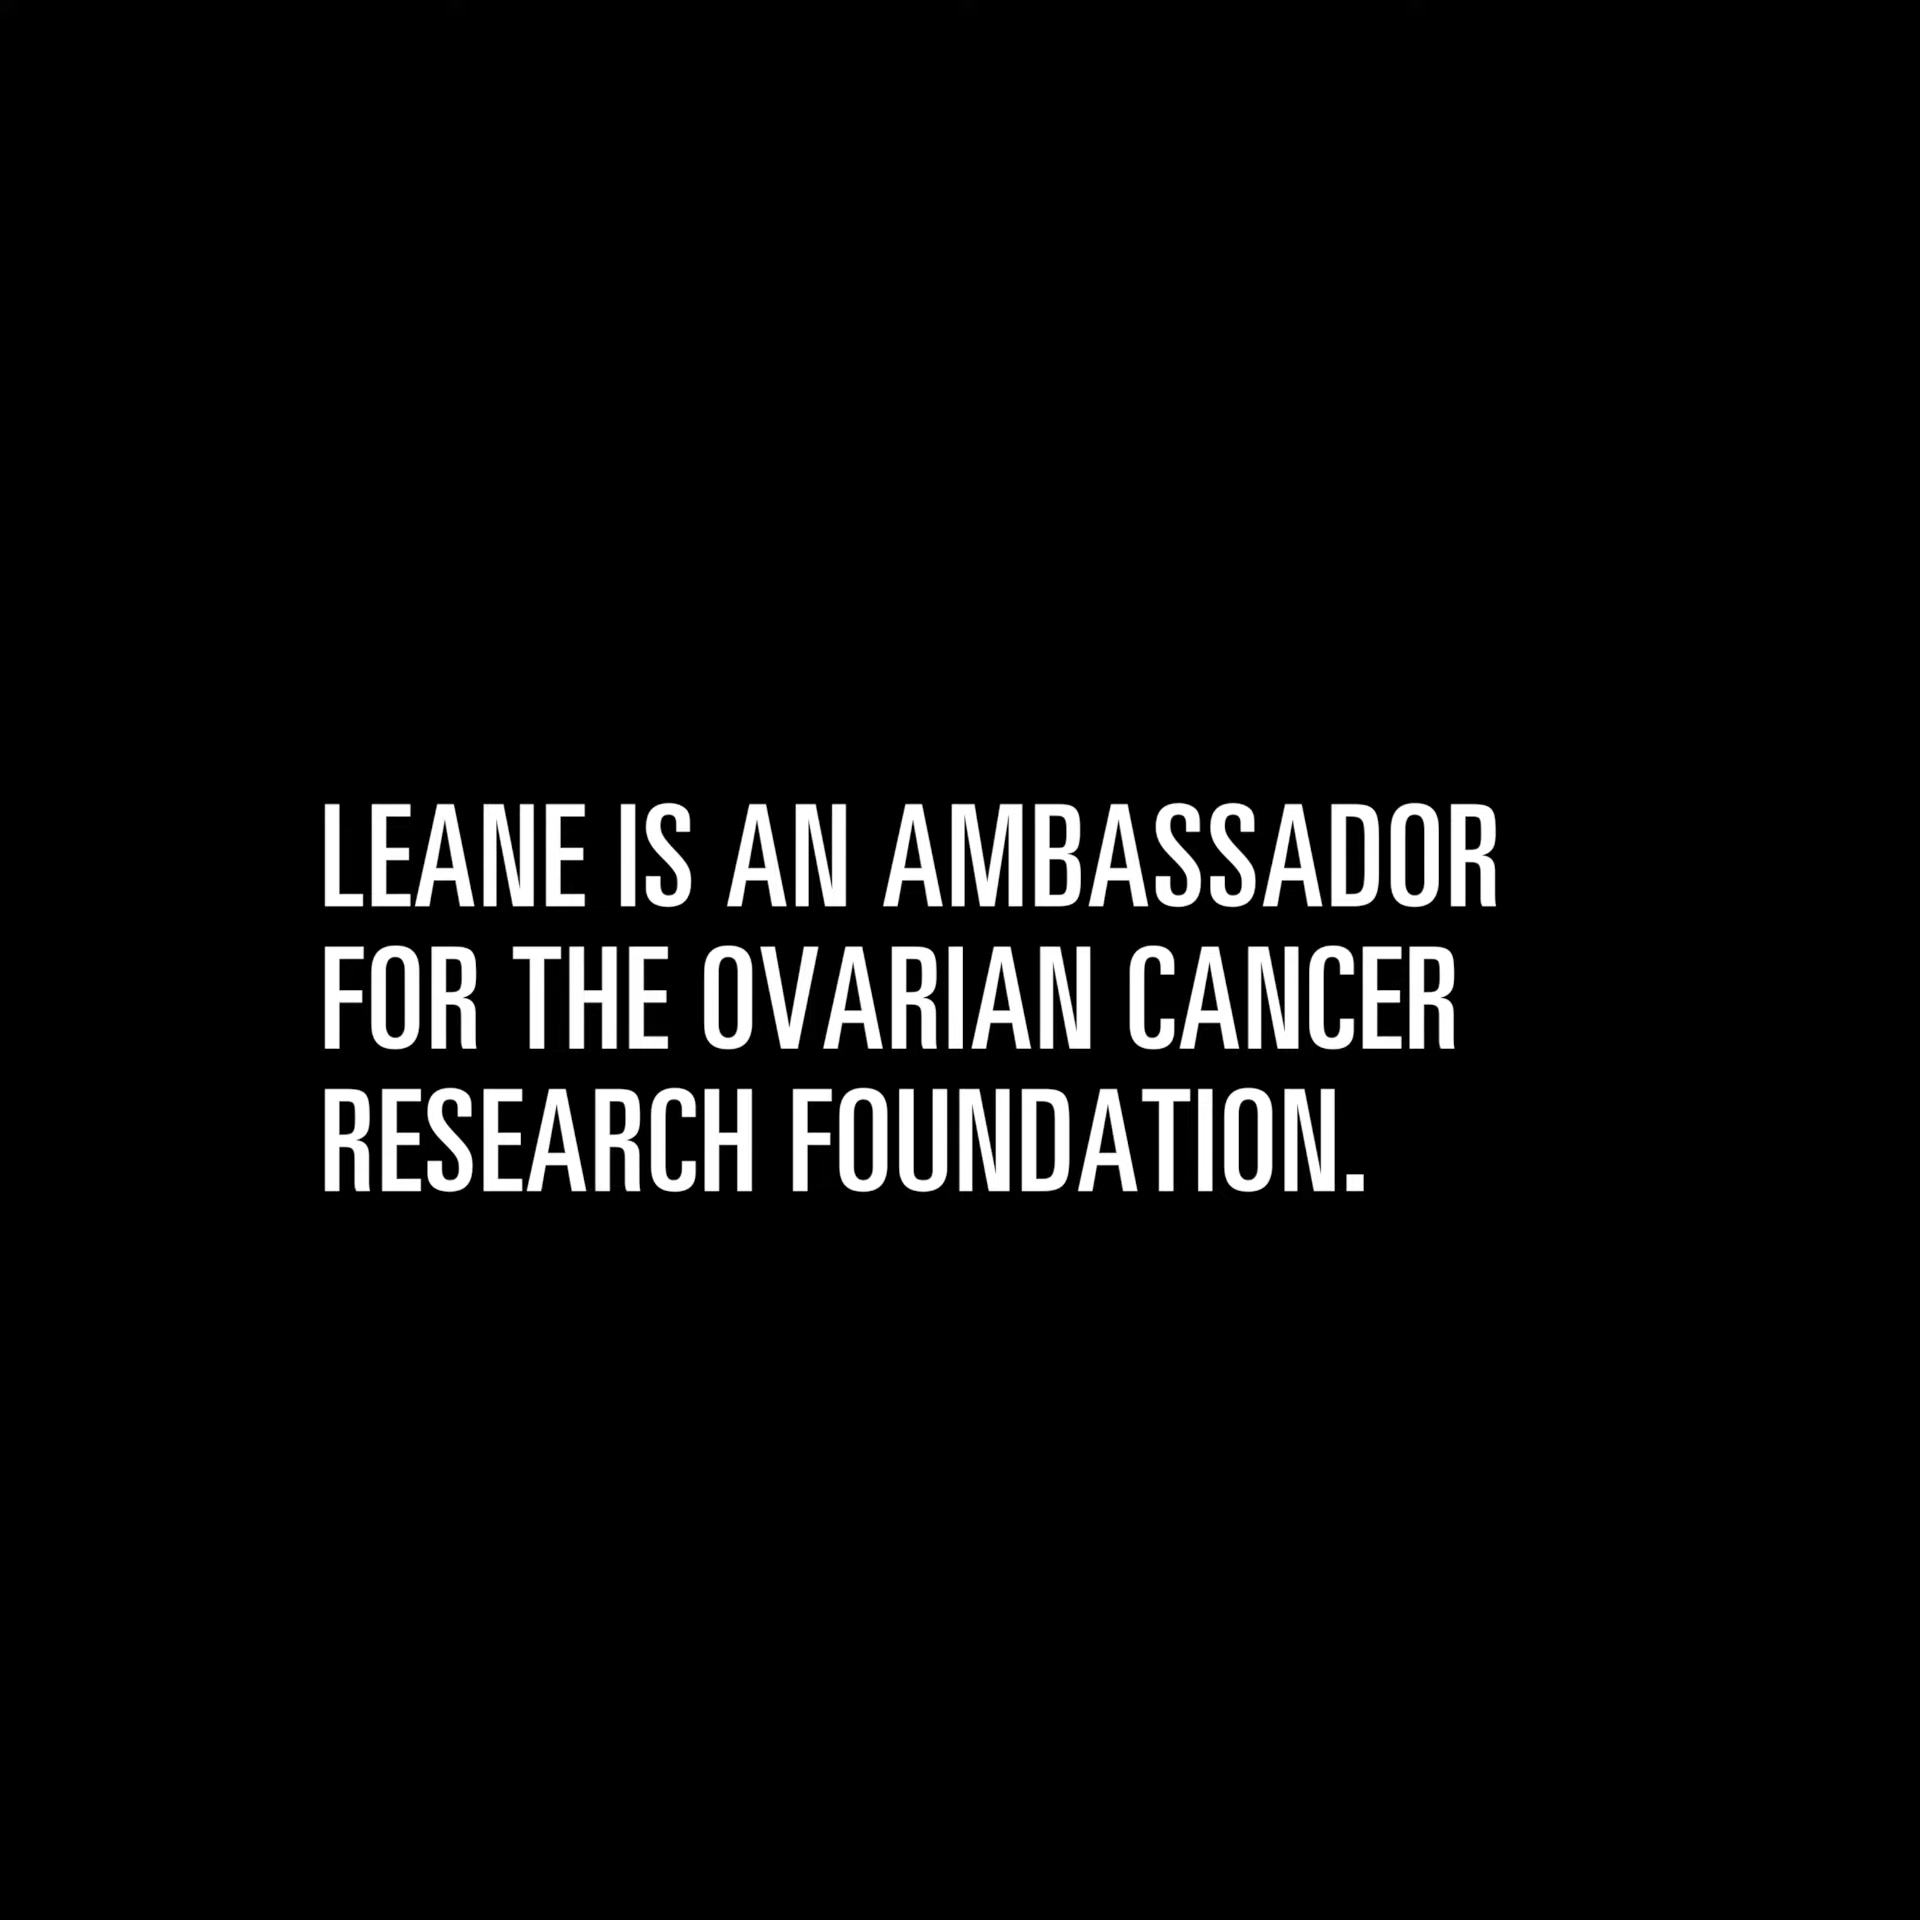 LEANE IS AN AMBASSADOR
FOR THE OVARIAN CANCER
RESEARCH FOUNDATION.